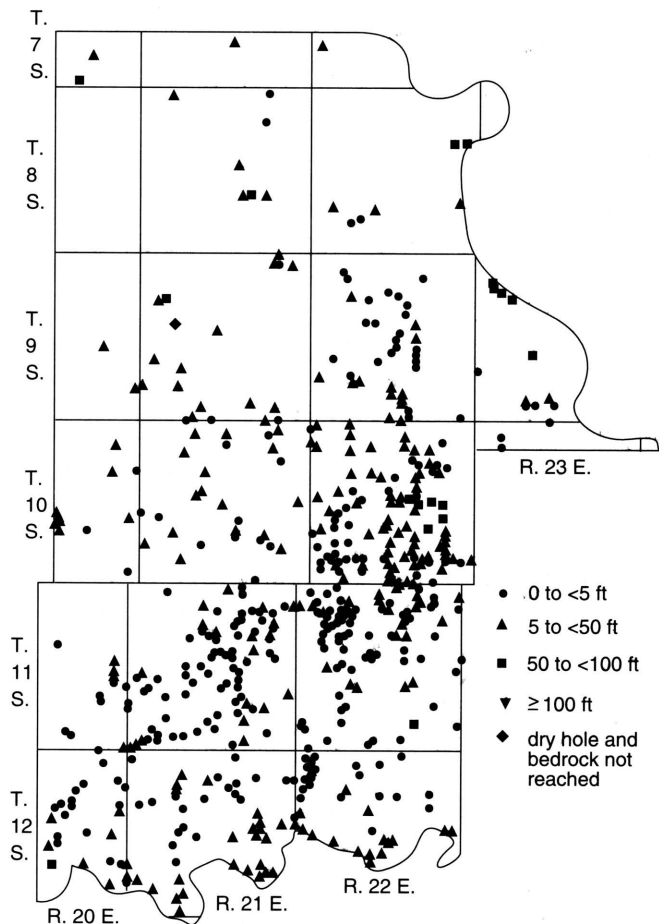 T.
7
S.
T.
8
S.
T.
9
S.
T.
10
S.
R. 23 E.
0 to <5 ft
5 to <50 ft
50 to <100 ft
≥100 ft
dry hole and
bedrock not
reached
T.
11
S.
T.
12
S.
R. 20 E.
R. 21 E.
R. 22 E.